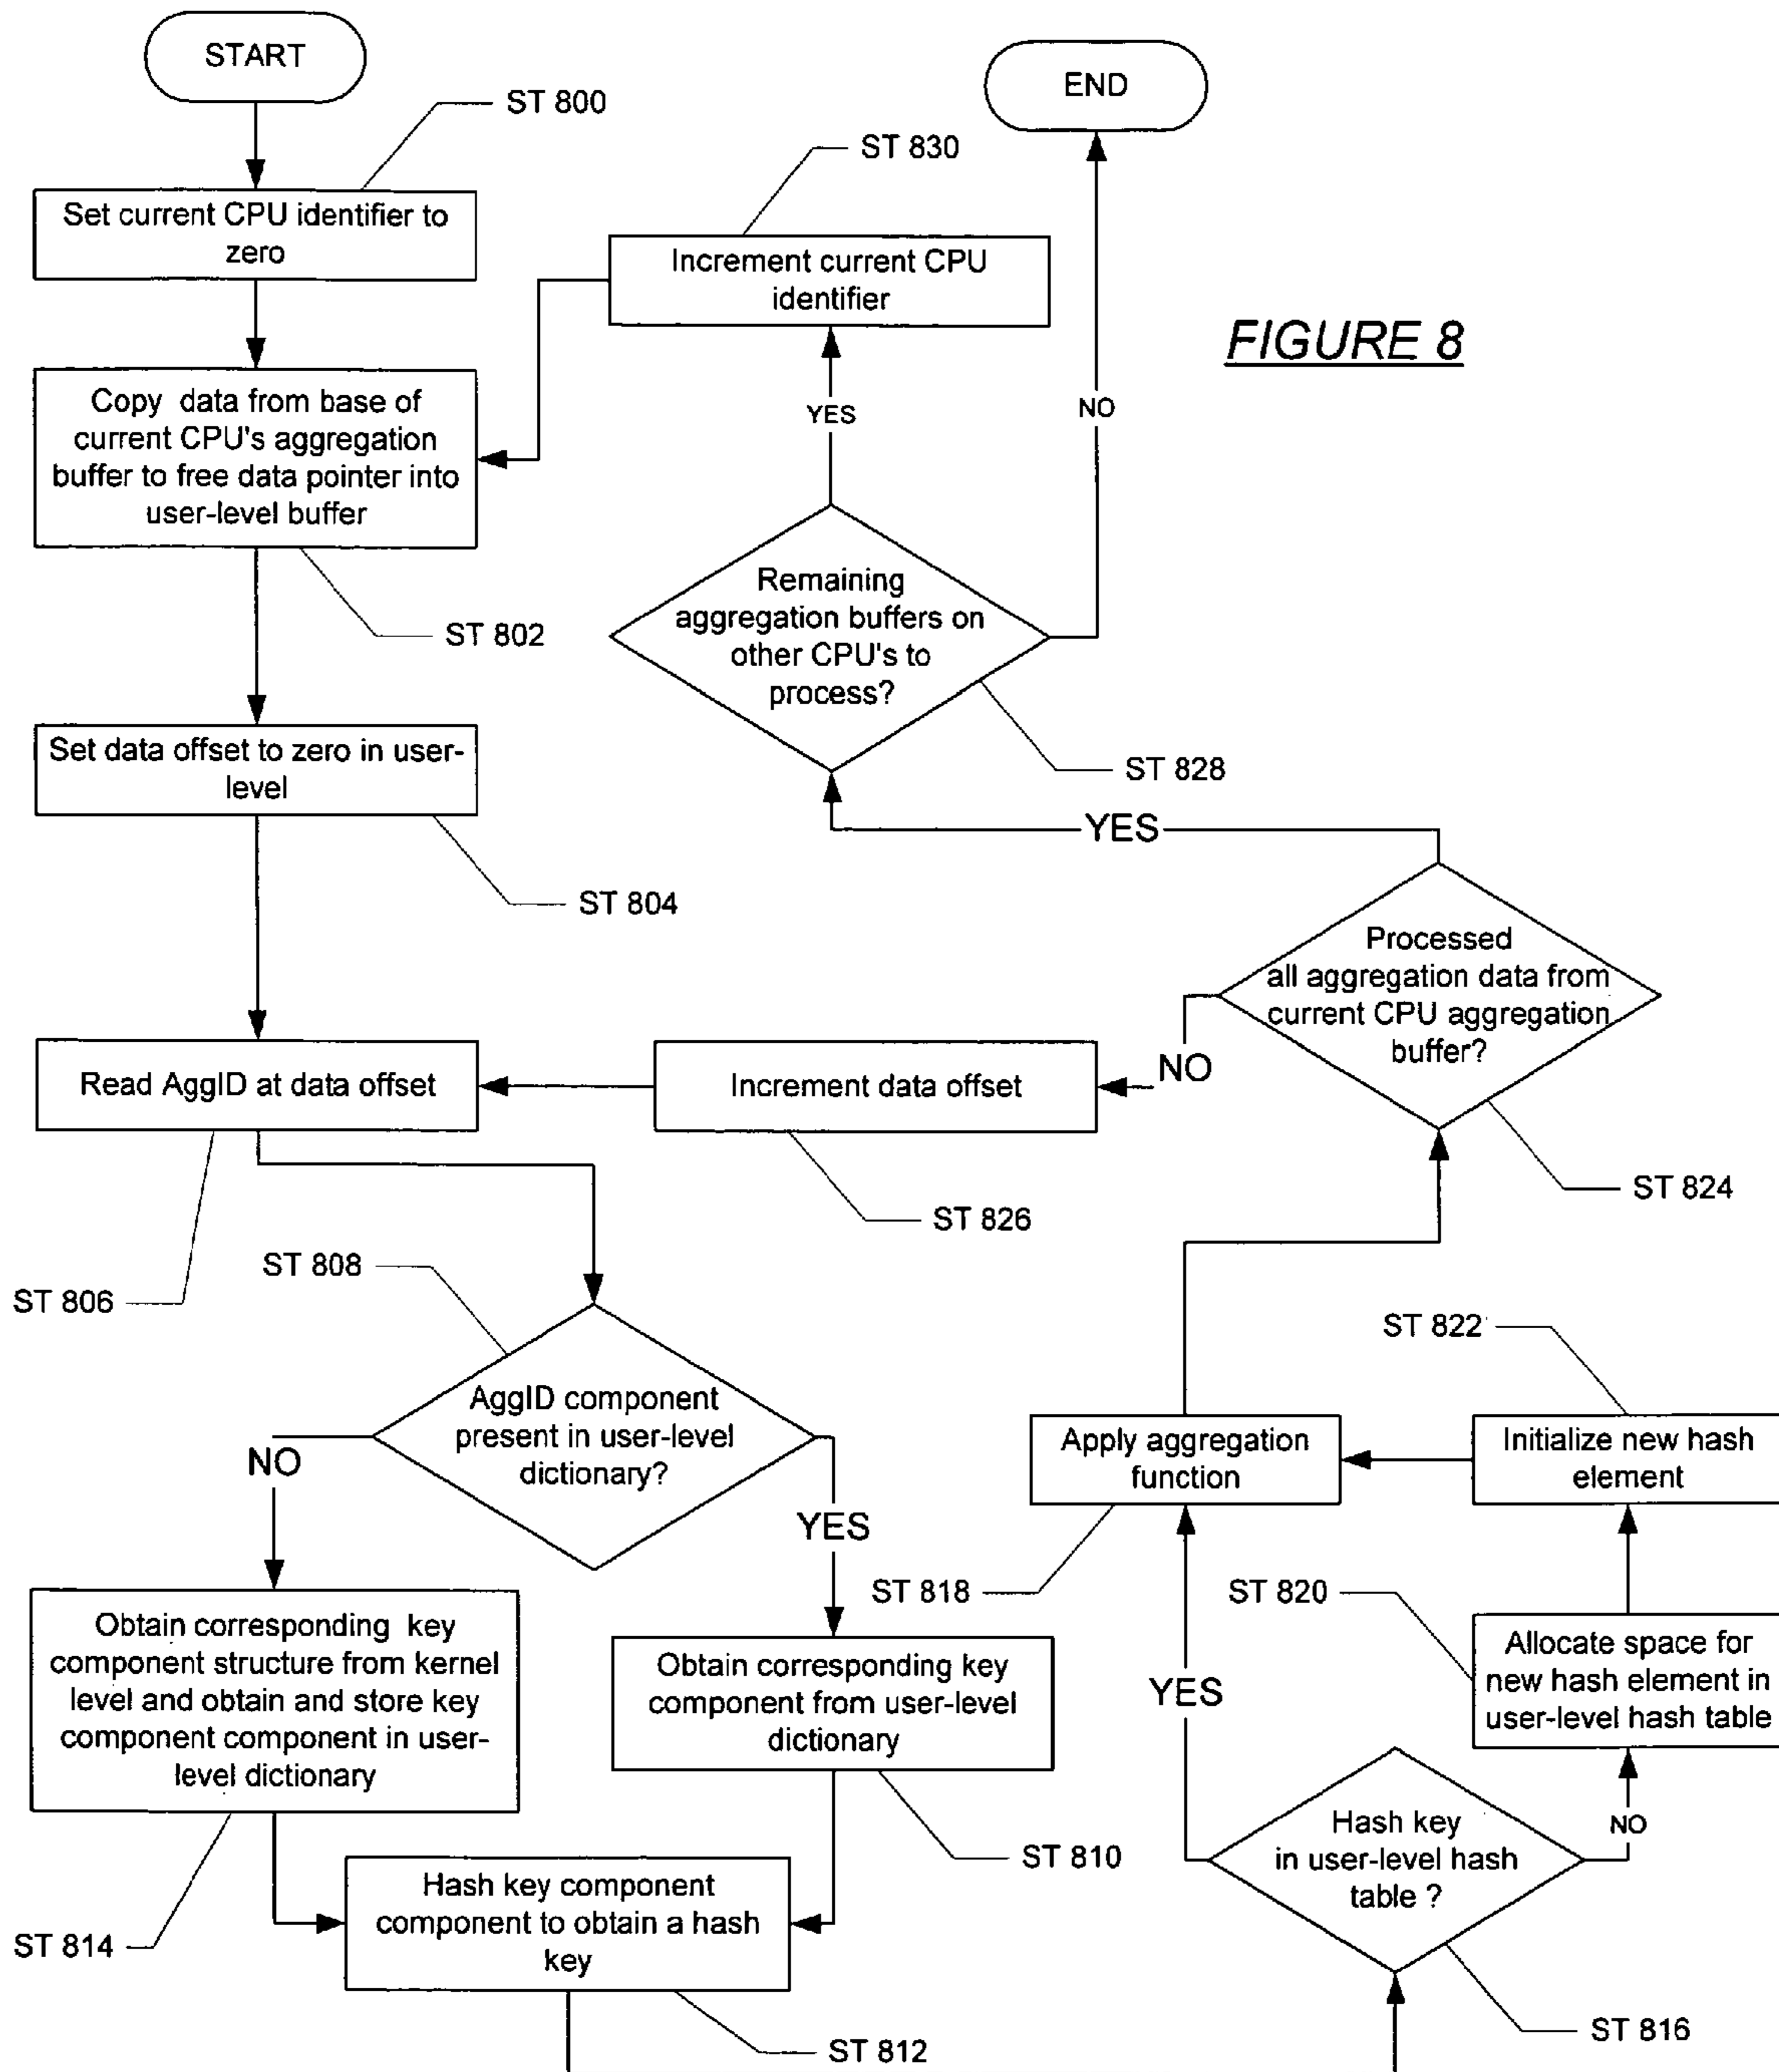 START
END
ST 800
ST 830
Set current CPU identifier to
zero
Increment current CPU
identifier
FIGURE 8
Copy data from base of
current CPU's aggregation
buffer to free data pointer into
user-level buffer
YES
NO
ST 802
Remaining
aggregation buffers on
other CPU's to
process?
Set data offset to zero in user-
level
ST 828
YES
ST 804
Processed
all aggregation data from
current CPU aggregation
buffer?
Read AggID at data offset
Increment data offset
NO
ST 824
ST 826
ST 808
ST 806
ST 822
AggID component
present in user-level
dictionary?
NO
YES
Apply aggregation
function
Initialize new hash
element
ST 818
ST 820
Obtain corresponding key
component structure from kernel
level and obtain and store key
component component in user-
level dictionary
Obtain corresponding key
component from user-level
dictionary
YES
Allocate space for
new hash element in
user-level hash table
NO
Hash key
in user-level hash
table ?
ST 810
Hash key component
component to obtain a hash
key
ST 814
ST 812
ST 816